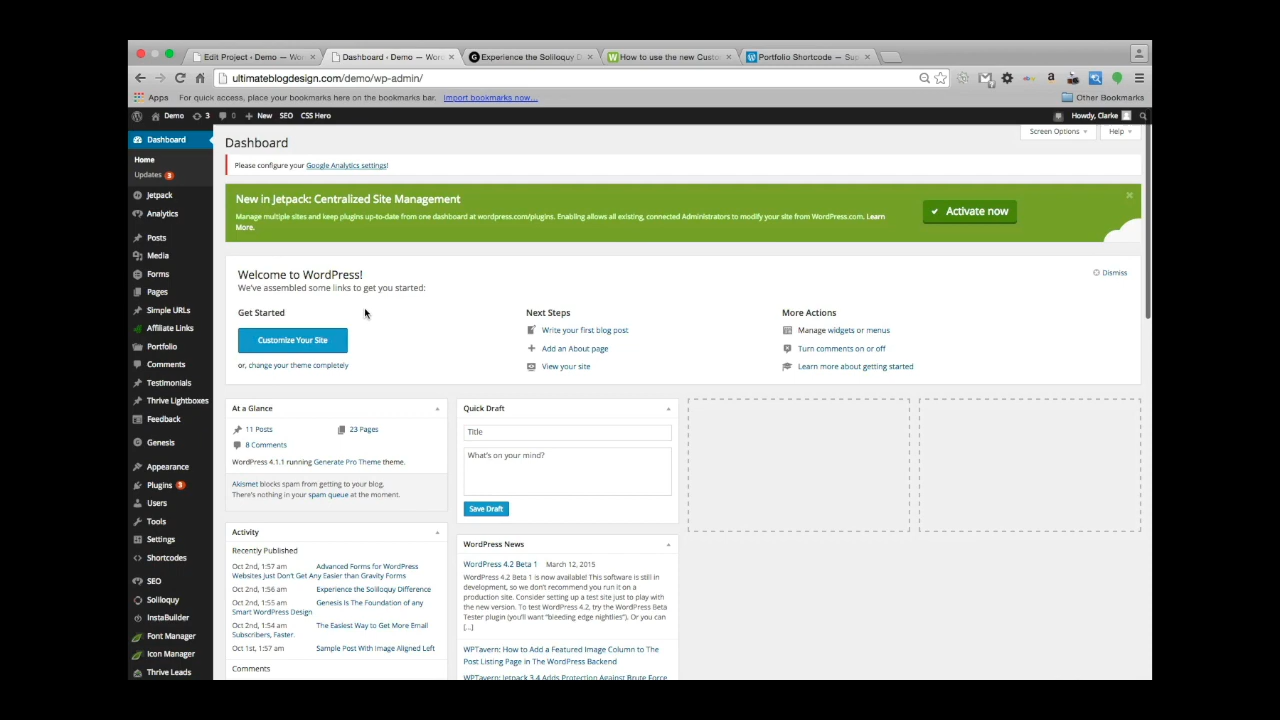 Edit Project ‹ Demo — Wor
Dashboard ‹ Demo — Wor
Experience the Soliloquy D
How to use the new Custo
Portfolio Shortcode — Sup
ultimateblogdesign.com/demo/wp-admin/
Apps
For quick access, place your bookmarks here on the bookmarks bar.
Import bookmarks now...
Other Bookmarks
Demo
3
0
New
SEO
CSS Hero
Howdy, Clarke
Dashboard
Home
Updates 3
Jetpack
Analytics
Posts
Media
Forms
Pages
Simple URLs
Affiliate Links
Portfolio
Comments
Testimonials
Thrive Lightboxes
Feedback
Genesis
Appearance
Plugins 3
Users
Tools
Settings
Shortcodes
SEO
Soliloquy
InstaBuilder
Font Manager
Icon Manager
Thrive Leads
Dashboard
Screen Options
Help
Please configure your Google Analytics settings!
New in Jetpack: Centralized Site Management
Manage multiple sites and keep plugins up-to-date from one dashboard at wordpress.com/plugins. Enabling allows all existing, connected Administrators to modify your site from WordPress.com. Learn
More.
Activate now
Welcome to WordPress!
We've assembled some links to get you started:
Dismiss
Get Started
Customize Your Site
or, change your theme completely
Next Steps
Write your first blog post
Add an About page
View your site
More Actions
Manage widgets or menus
Turn comments on or off
Learn more about getting started
At a Glance
11 Posts
23 Pages
8 Comments
WordPress 4.1.1 running Generate Pro Theme theme.
Akismet blocks spam from getting to your blog.
There's nothing in your spam queue at the moment.
Activity
Recently Published
Oct 2nd, 1:57 am Advanced Forms for WordPress
Websites Just Don't Get Any Easier than Gravity Forms
Oct 2nd, 1:56 am Experience the Soliloquy Difference
Oct 2nd, 1:55 am Genesis Is The Foundation of any
Smart WordPress Design
Oct 2nd, 1:54 am The Easiest Way to Get More Email
Subscribers, Faster.
Oct 1st, 1:57 am Sample Post With Image Aligned Left
Comments
Quick Draft
Title
What's on your mind?
Save Draft
WordPress News
WordPress 4.2 Beta 1 March 12, 2015
WordPress 4.2 Beta 1 is now available! This software is still in
development, so we don't recommend you run it on a
production site. Consider setting up a test site just to play with
the new version. To test WordPress 4.2, try the WordPress Beta
Tester plugin (you'll want "bleeding edge nightlies"). Or you can
[…]
WPTavern: How to Add a Featured Image Column to The
Post Listing Page in The WordPress Backend
WPTavern: Jetpack 3.4 Adds Protection Against Brute Force